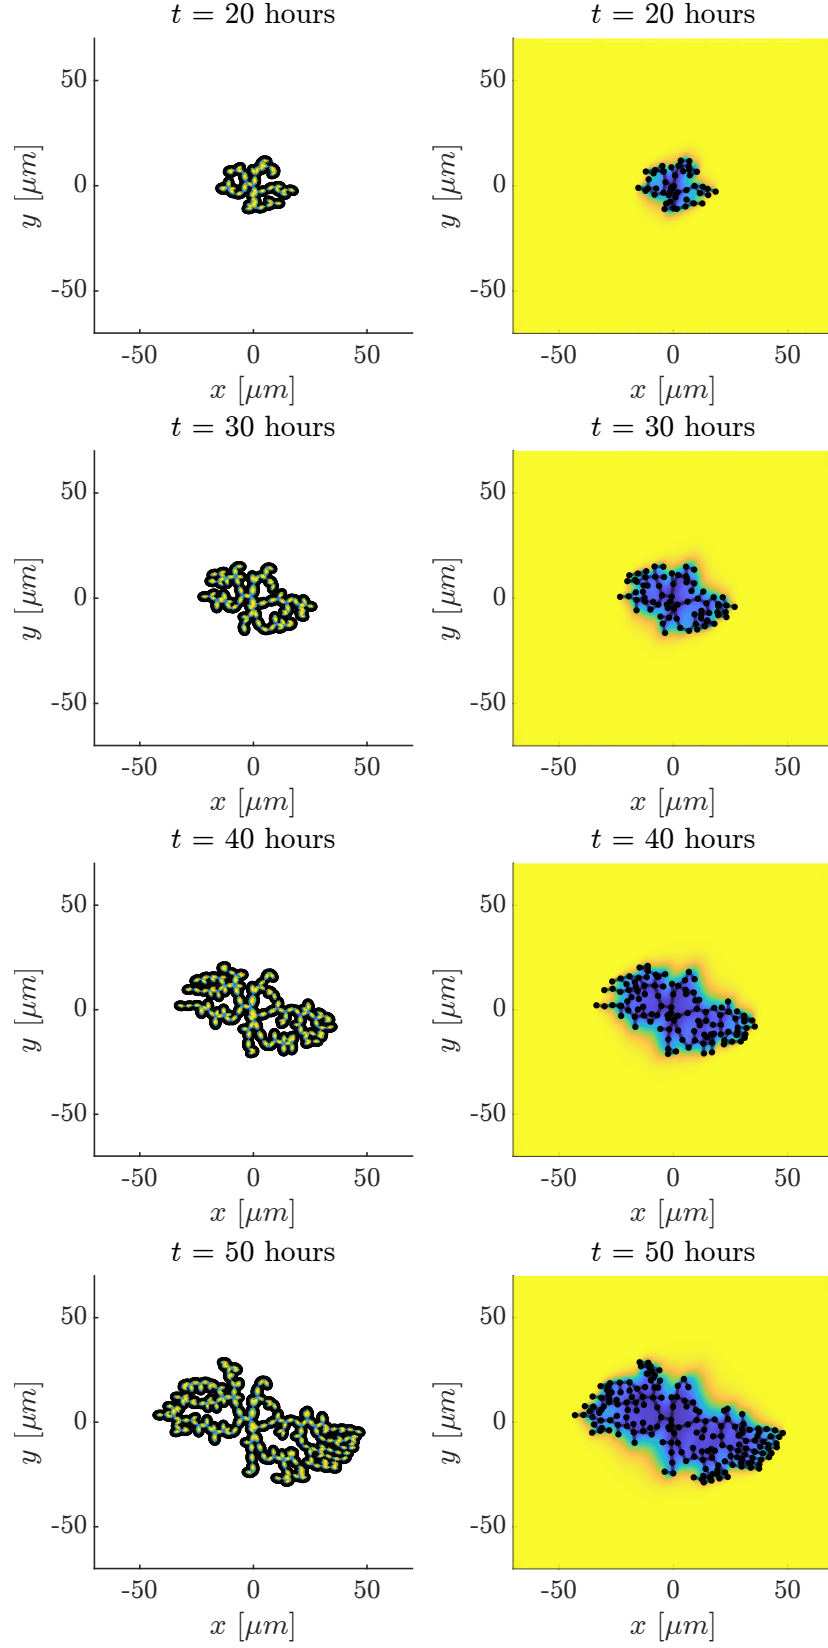 t = 20 hours
t = 20 hours
50
0
-50
y [μm]
50
0
-50
y [μm]
-50 0 50
-50 0 50
x [μm]
x [μm]
t = 30 hours
t = 30 hours
50
0
-50
y [μm]
50
0
-50
y [μm]
-50 0 50
-50 0 50
x [μm]
x [μm]
t = 40 hours
t = 40 hours
50
0
-50
y [μm]
50
0
-50
y [μm]
-50 0 50
-50 0 50
x [μm]
x [μm]
t = 50 hours
t = 50 hours
50
0
-50
y [μm]
50
0
-50
y [μm]
-50 0 50
-50 0 50
x [μm]
x [μm]